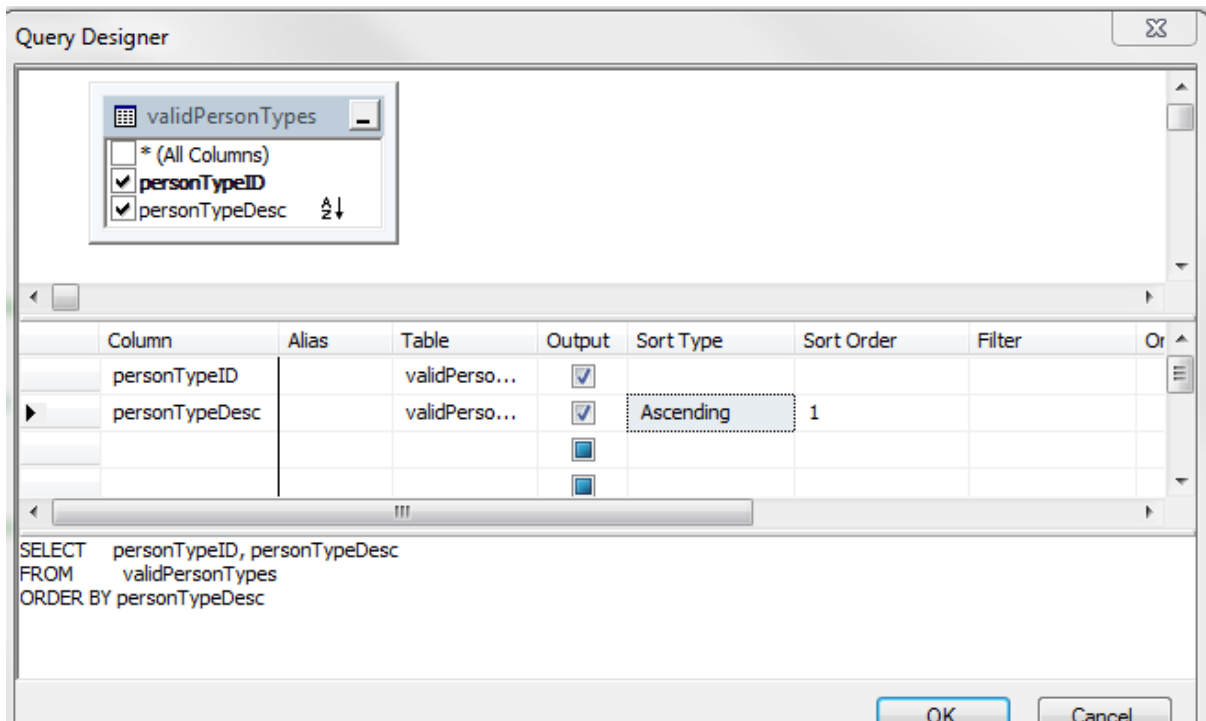 Query Designer
validPersonTypes
* (All Columns)
personTypeID
personTypeDesc
Column Alias Table Output Sort Type Sort Order Filter Or
personTypeID validPerso...
personTypeDesc validPerso... Ascending 1
SELECT personTypeID, personTypeDesc
FROM validPersonTypes
ORDER BY personTypeDesc
OK Cancel